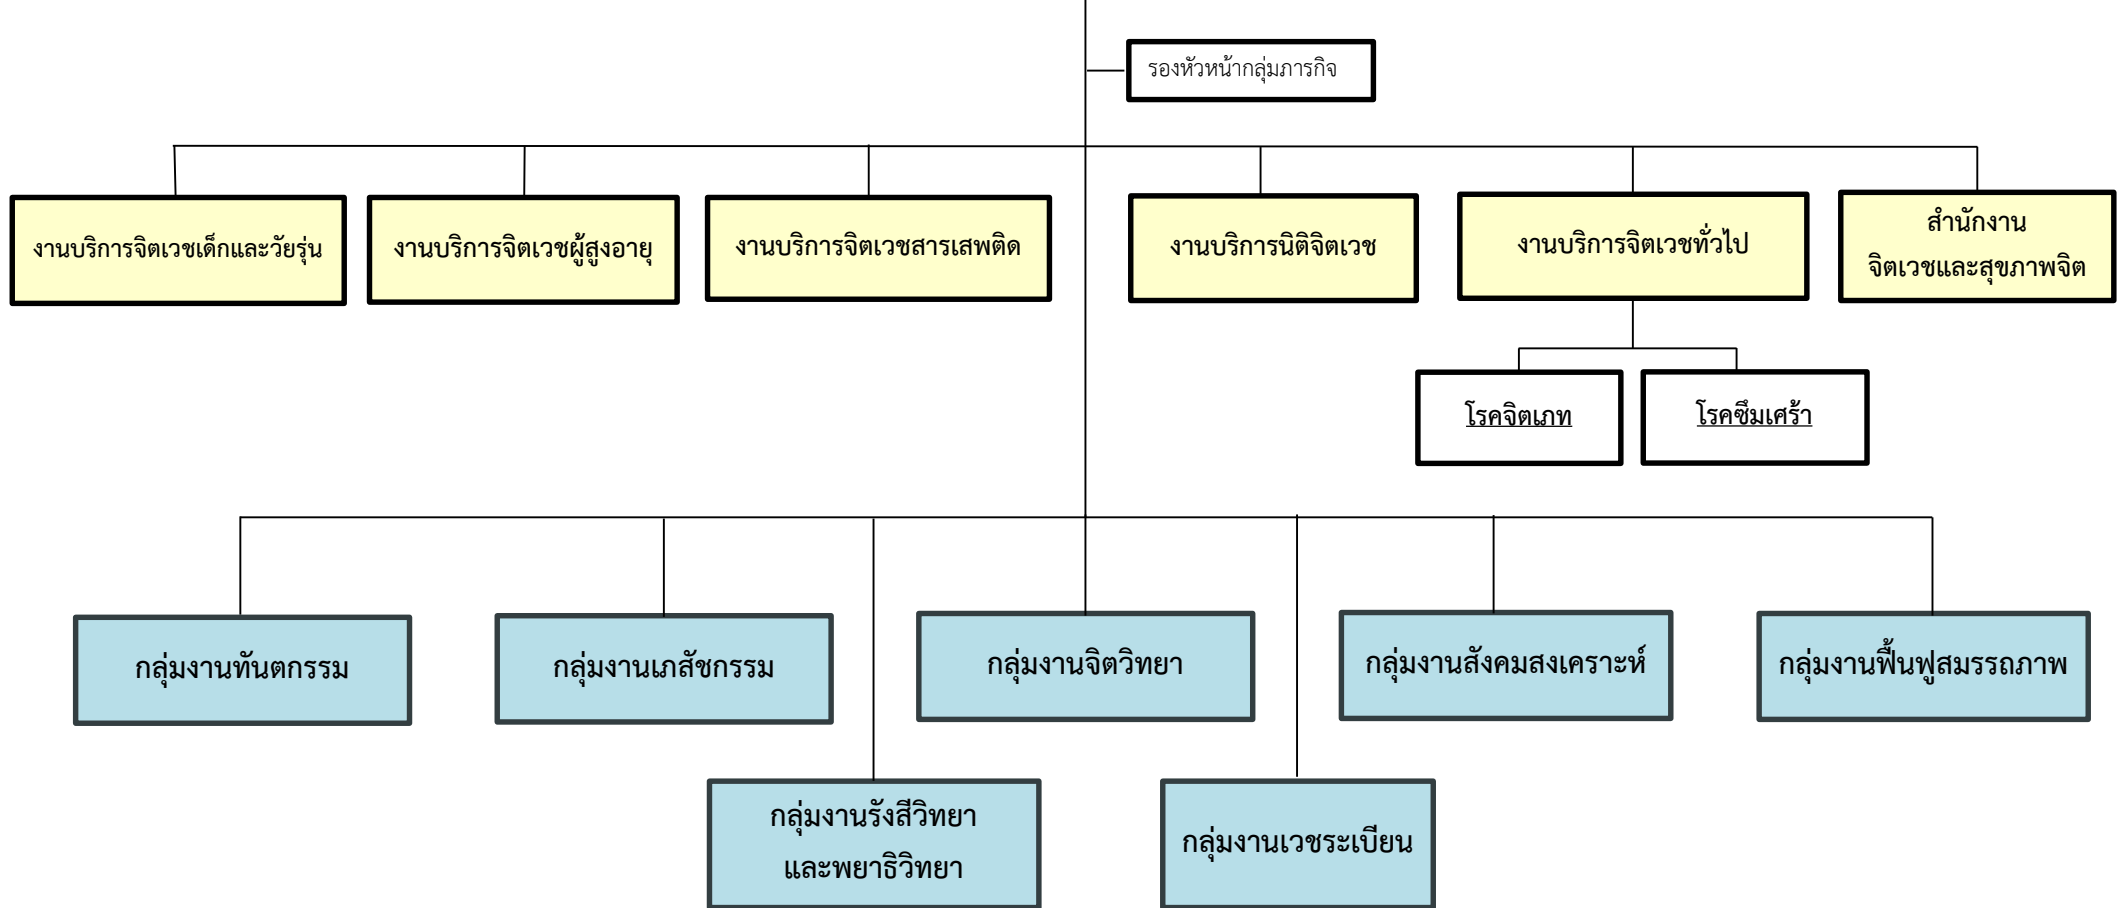 รองหัวหน้ากลุ่มภารกิจ
งานบริการจิตเวชเด็กและวัยรุ่น
งานบริการจิตเวชผู้สูงอายุ
งานบริการจิตเวชสารเสพติด
งานบริการนิติจิตเวช
งานบริการจิตเวชทั่วไป
สำนักงาน
จิตเวชและสุขภาพจิต
โรคจิตเภท
โรคซึมเศร้า
กลุ่มงานทันตกรรม
กลุ่มงานเภสัชกรรม
กลุ่มงานจิตวิทยา
กลุ่มงานสังคมสงเคราะห์
กลุ่มงานฟื้นฟูสมรรถภาพ
กลุ่มงานรังสีวิทยา
และพยาธิวิทยา
กลุ่มงานเวชระเบียน